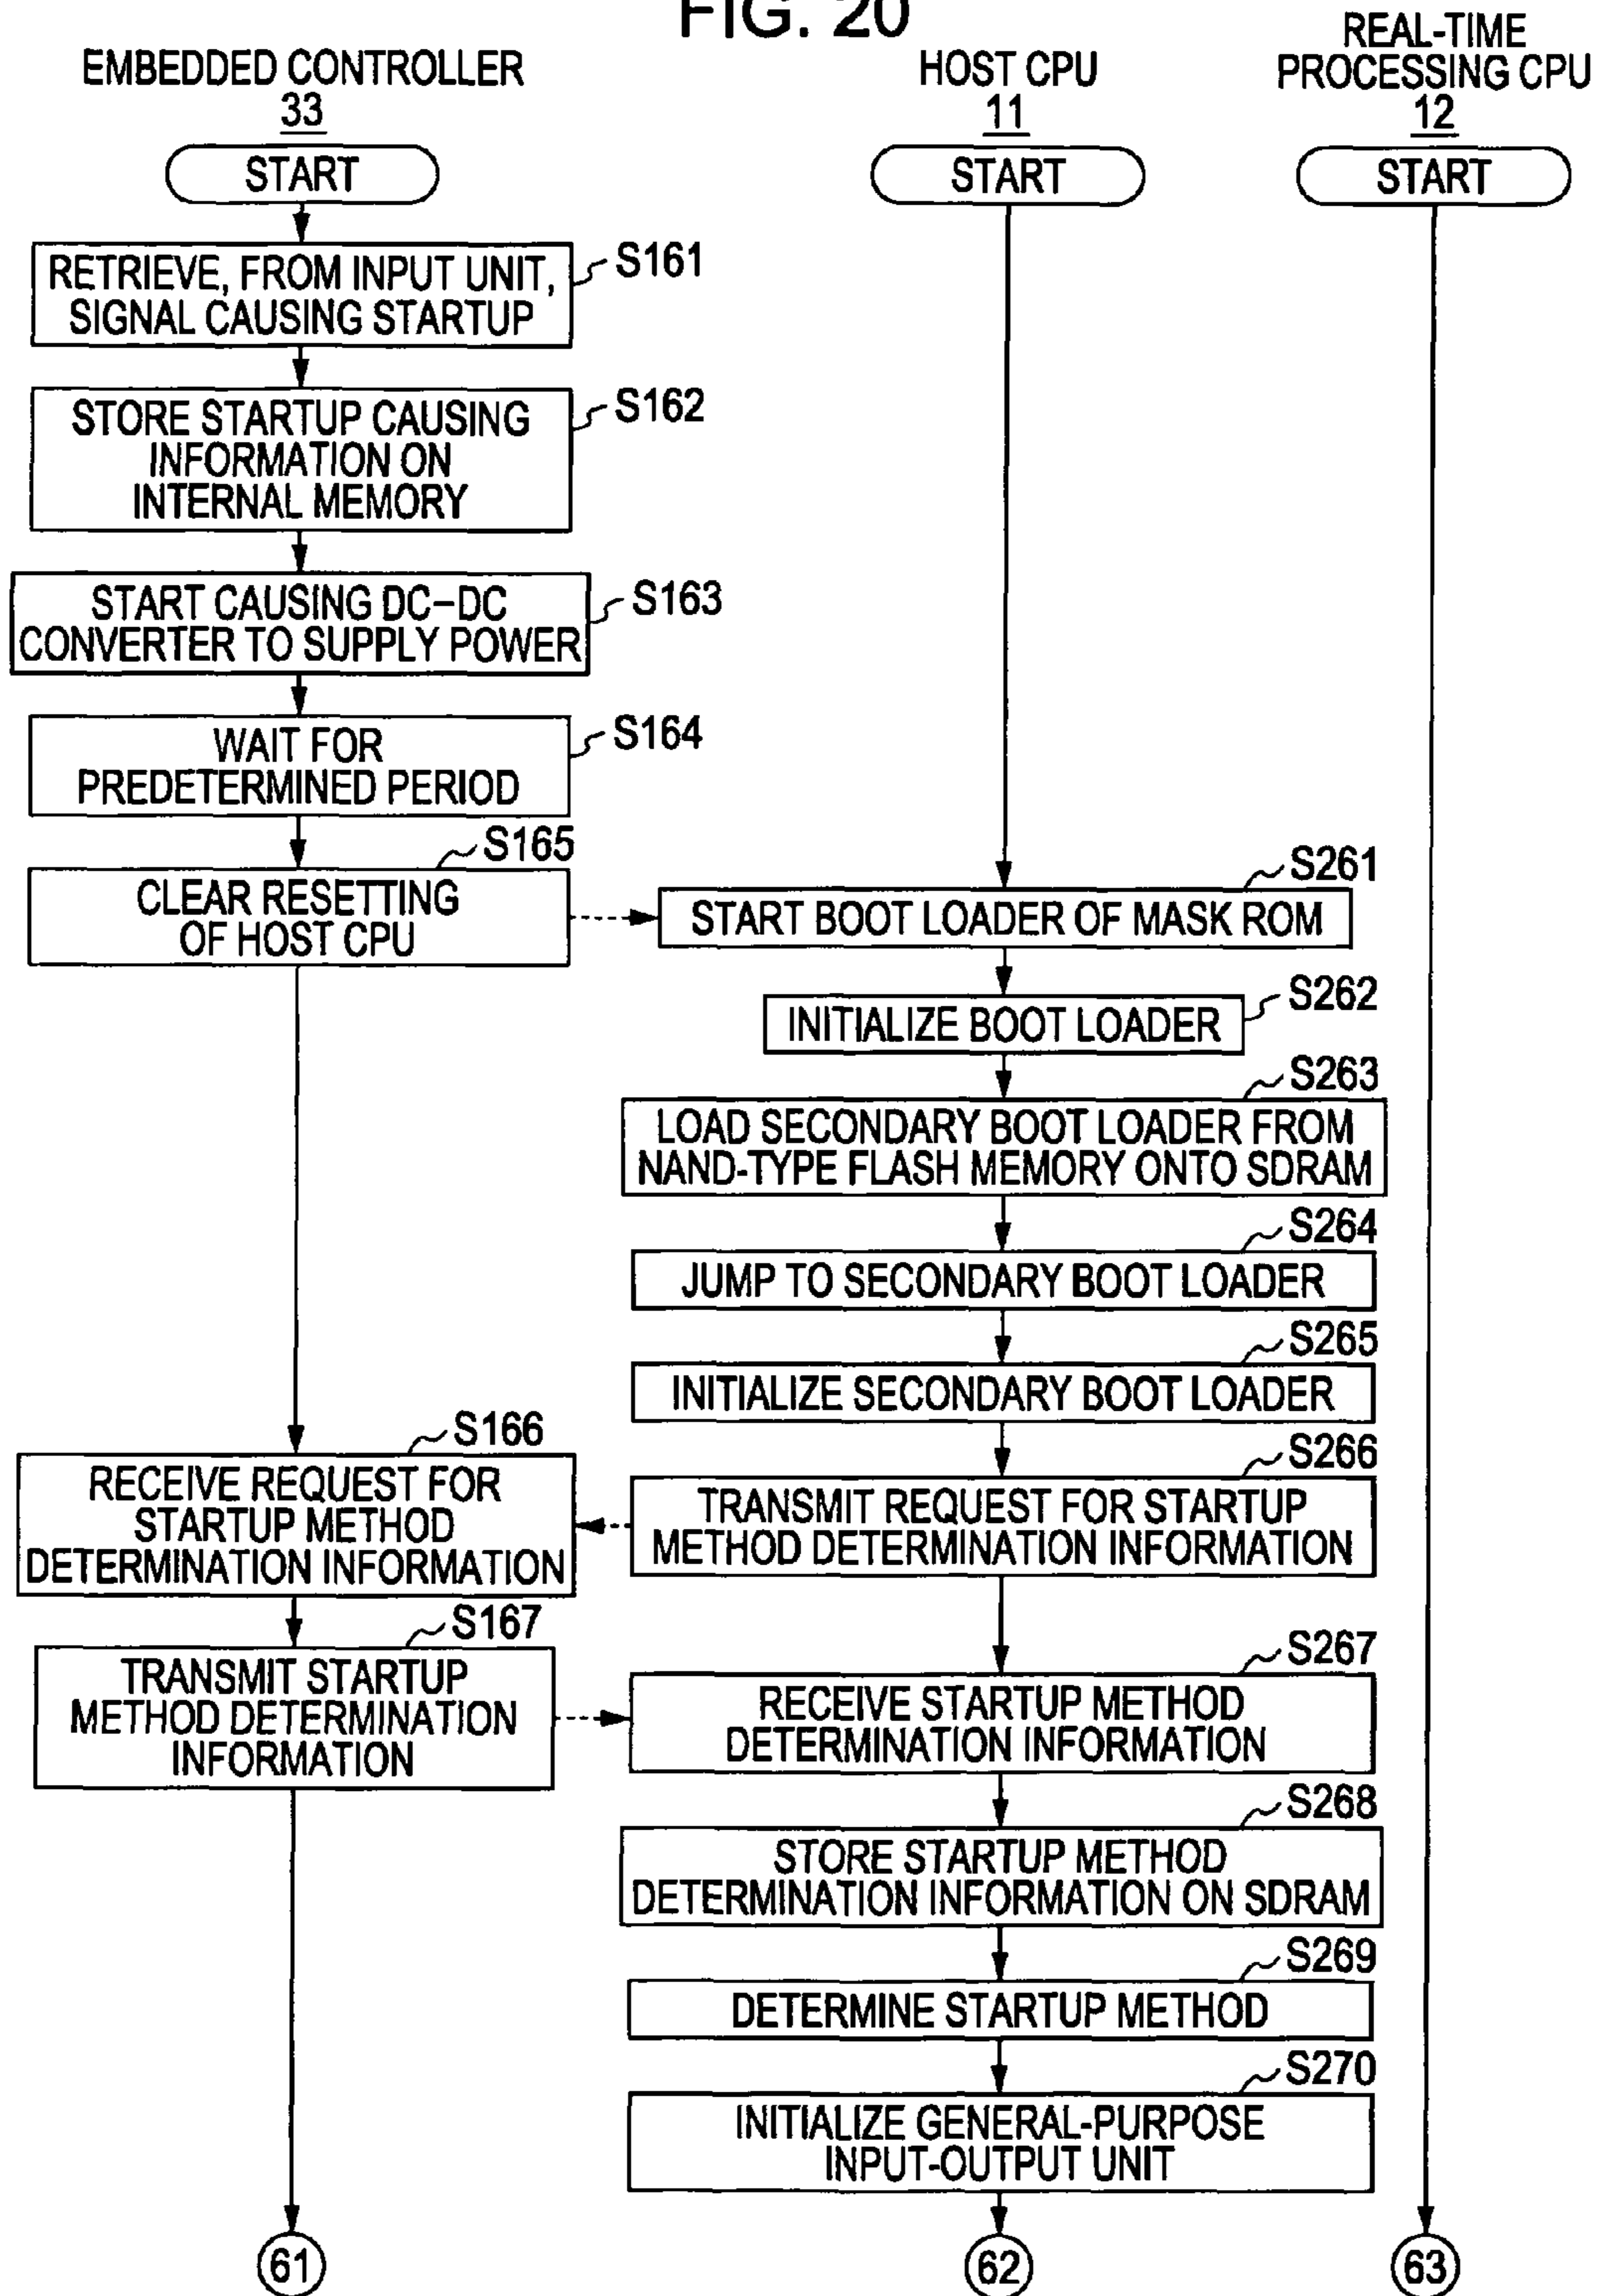 FIG. 20
EMBEDDED CONTROLLER
33
HOST CPU
11
REAL-TIME
PROCESSING CPU
12
START
START
START
RETRIEVE, FROM INPUT UNIT,
SIGNAL CAUSING STARTUP
S161
STORE STARTUP CAUSING
INFORMATION ON
INTERNAL MEMORY
S162
START CAUSING DC-DC
CONVERTER TO SUPPLY POWER
S163
WAIT FOR
PREDETERMINED PERIOD
S164
S165
CLEAR RESETTING
OF HOST CPU
S261
START BOOT LOADER OF MASK ROM
S262
INITIALIZE BOOT LOADER
S263
LOAD SECONDARY BOOT LOADER FROM
NAND-TYPE FLASH MEMORY ONTO SDRAM
S264
JUMP TO SECONDARY BOOT LOADER
S265
INITIALIZE SECONDARY BOOT LOADER
S166
RECEIVE REQUEST FOR
STARTUP METHOD
DETERMINATION INFORMATION
S266
TRANSMIT REQUEST FOR STARTUP
METHOD DETERMINATION INFORMATION
S167
TRANSMIT STARTUP
METHOD DETERMINATION
INFORMATION
S267
RECEIVE STARTUP METHOD
DETERMINATION INFORMATION
S268
STORE STARTUP METHOD
DETERMINATION INFORMATION ON SDRAM
S269
DETERMINE STARTUP METHOD
S270
INITIALIZE GENERAL-PURPOSE
INPUT-OUTPUT UNIT
61
62
63